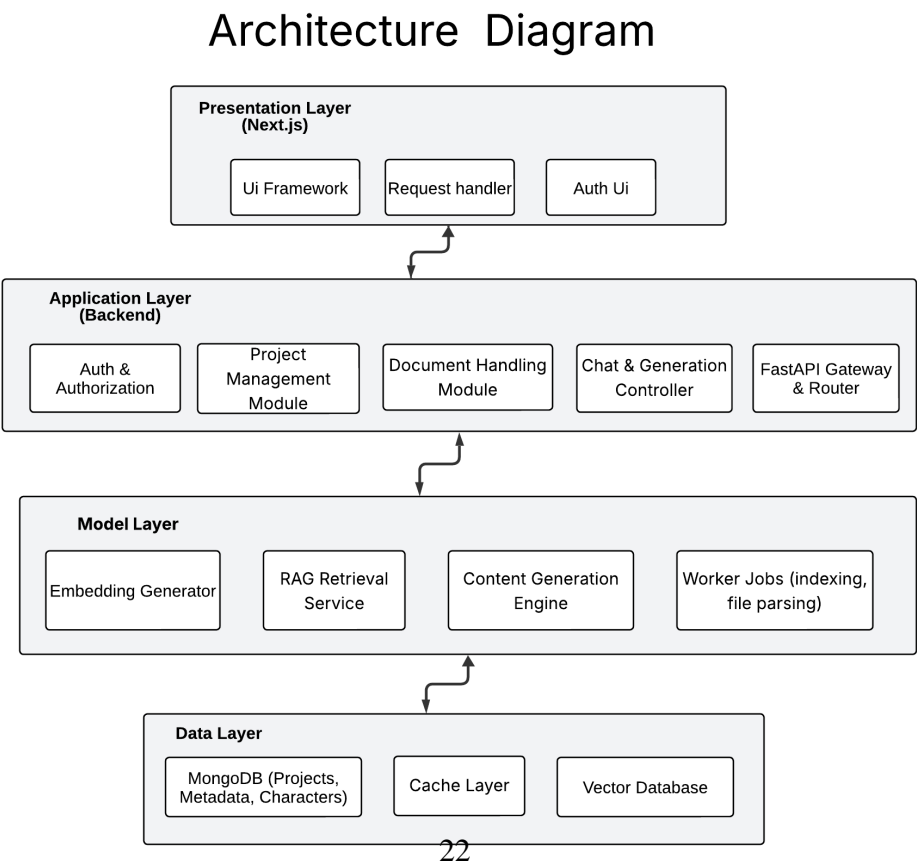 Architecture Diagram
Presentation Layer
(Next.js)
Ui Framework
Request handler
Auth Ui
Application Layer
(Backend)
Auth &
Authorization
Project
Management
Module
Document Handling
Module
Chat & Generation
Controller
FastAPI Gateway
& Router
Model Layer
Embedding Generator
RAG Retrieval
Service
Content Generation
Engine
Worker Jobs (indexing,
file parsing)
Data Layer
MongoDB (Projects,
Metadata, Characters)
Cache Layer
Vector Database
22